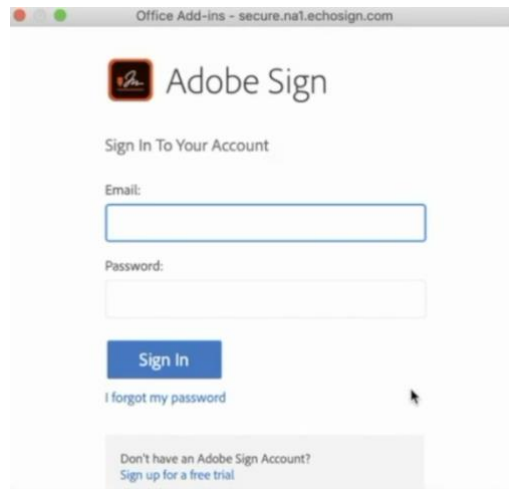 Office Add-ins - secure.na1.echosign.com
Adobe Sign
Sign In To Your Account
Email:
Password:
Sign In
I forgot my password
Don't have an Adobe Sign Account?
Sign up for a free trial